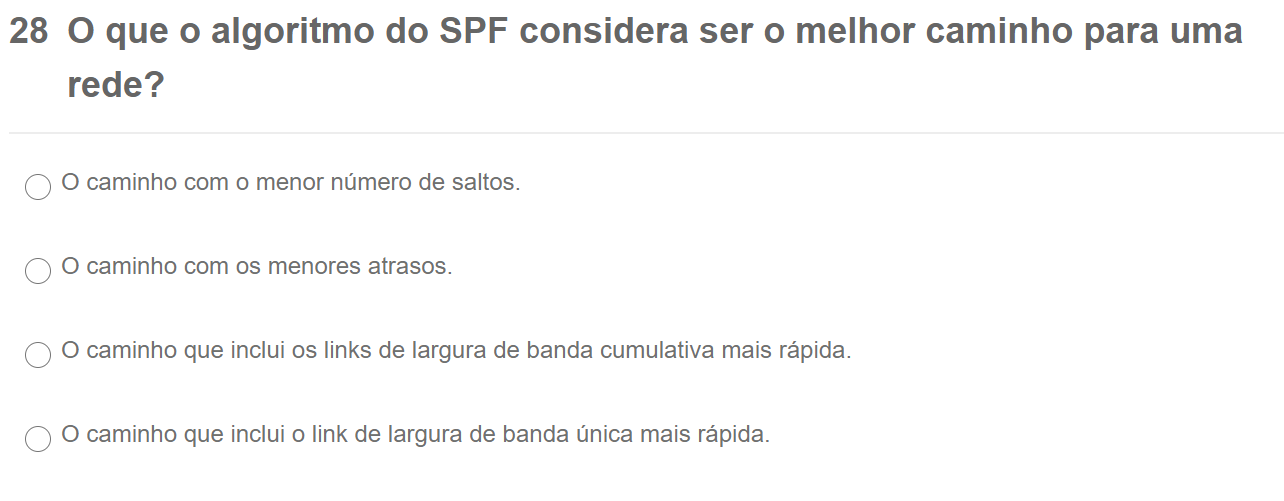 28 O que o algoritmo do SPF considera ser o melhor caminho para uma
rede?
O caminho com o menor número de saltos.
O caminho com os menores atrasos.
O caminho que inclui os links de largura de banda cumulativa mais rápida.
O caminho que inclui o link de largura de banda única mais rápida.